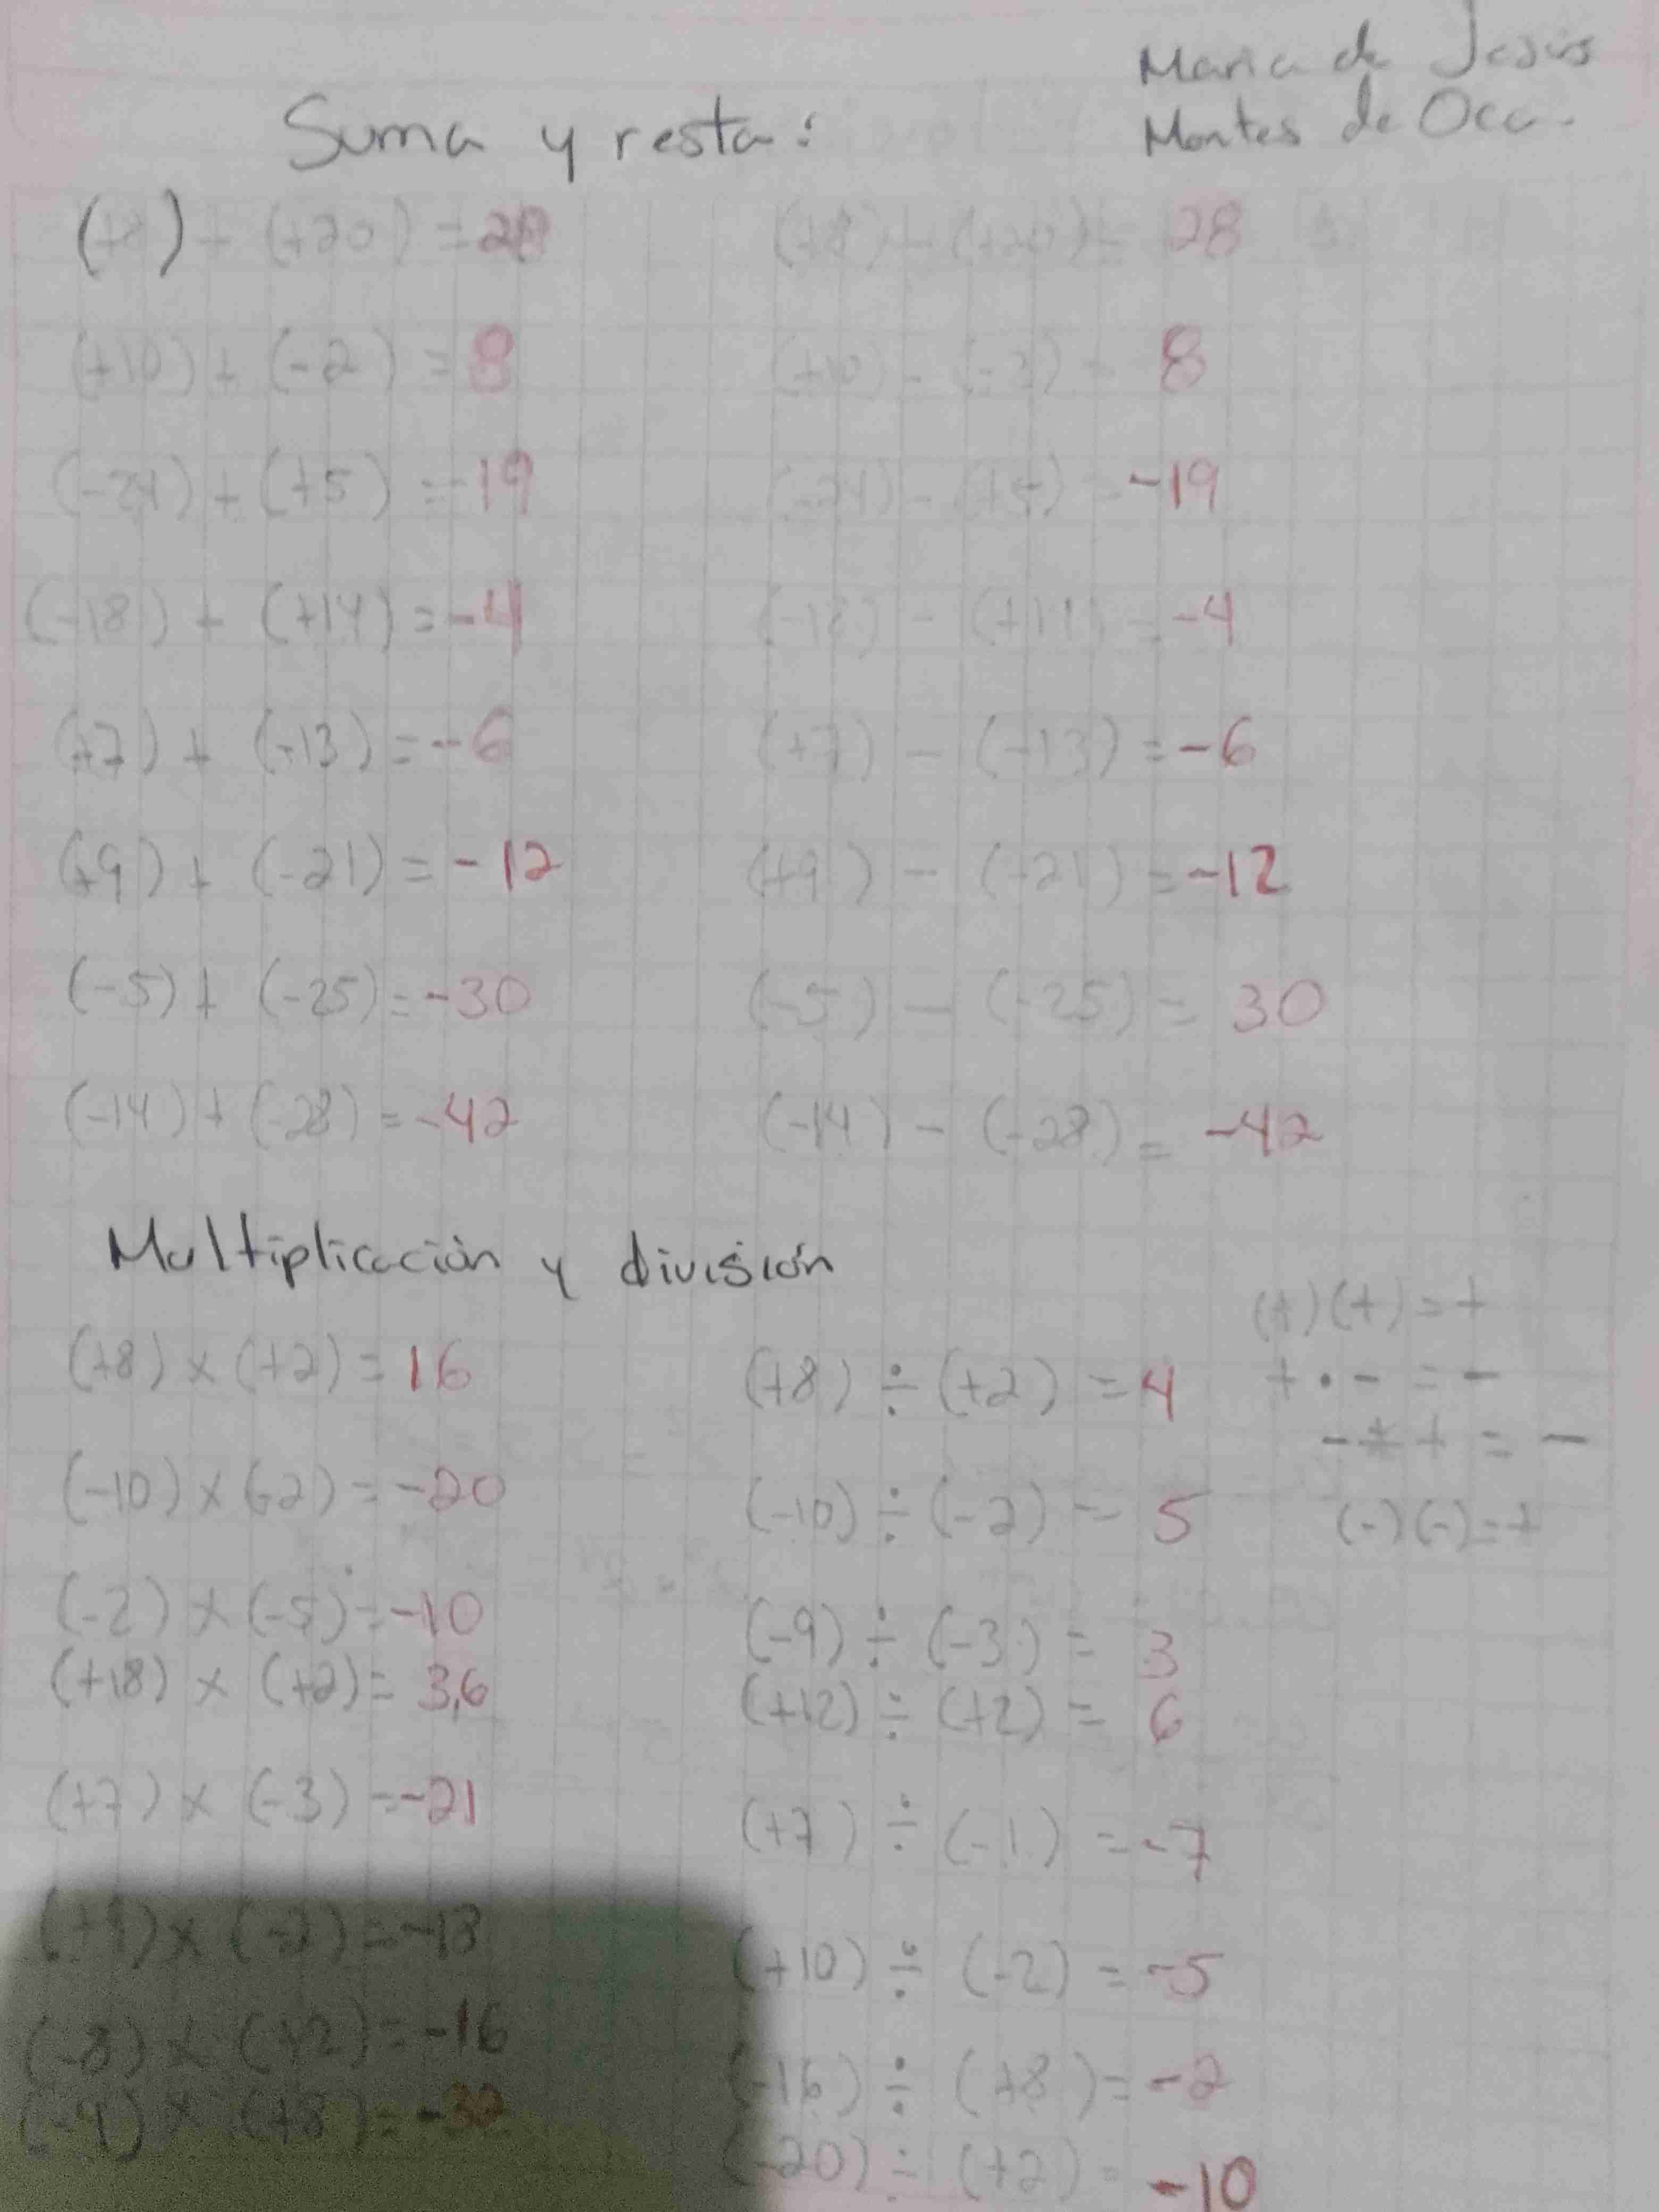 Maria de Jesús
Montes de Oca.
Suma y resta:
(+8) + (+20) = 28 (+8) - (+20) = 28
(+10) + (-2) = 8 (+10) - (-2) = 8
(-24) + (+5) = -19 (-24) - (+5) = -19
(-18) + (+14) = -4 (-18) - (+14) = -4
(+7) + (-13) = -6 (+7) - (-13) = -6
(+9) + (-21) = -12 (+9) - (-21) = -12
(-5) + (-25) = -30 (-5) - (-25) = 30
(-14) + (-28) = -42 (-14) - (-28) = -42
Multiplicación y división
(+)(+) = +
(+8) × (+2) = 16 (+8) ÷ (+2) = 4 + · - = -
- + = -
(-10) × (-2) = -20 (-10) ÷ (-2) = 5 (-)(-) = +
(-2) × (-5) = -10 (-9) ÷ (-3) = 3
(+18) × (+2) = 3,6 (+12) ÷ (+2) = 6
(+7) × (-3) = -21 (+7) ÷ (-1) = -7
(+9) × (-2) = -18 (+10) ÷ (-2) = -5
(-8) × (+2) = -16 (-16) ÷ (+8) = -2
(-4) × (+8) = -32 (-20) ÷ (+2) = -10